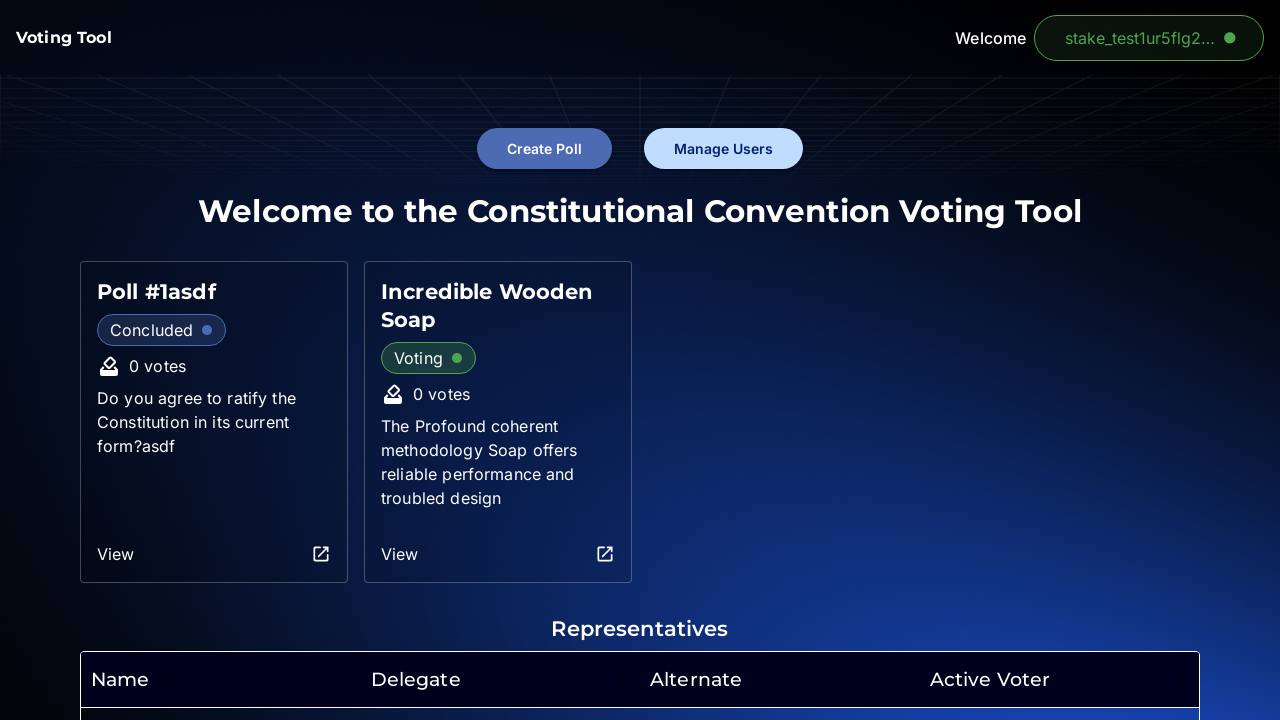 Voting Tool
Welcome
stake_test1ur5flg2...
Create Poll
Manage Users
Welcome to the Constitutional Convention Voting Tool
Poll #1asdf
Concluded
0 votes
Do you agree to ratify the
Constitution in its current
form?asdf
View
Incredible Wooden
Soap
Voting
0 votes
The Profound coherent
methodology Soap offers
reliable performance and
troubled design
View
Representatives
Name
Delegate
Alternate
Active Voter